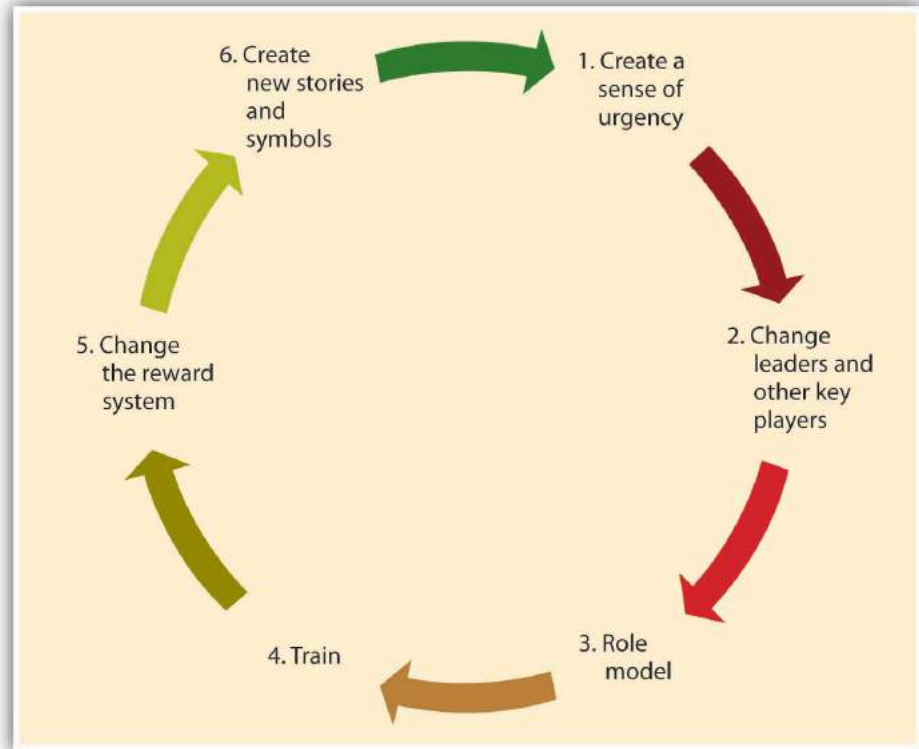 1. Create a
sense of
urgency
2. Change
leaders and
other key
players
3. Role
model
4. Train
5. Change
the reward
system
6. Create
new stories
and
symbols